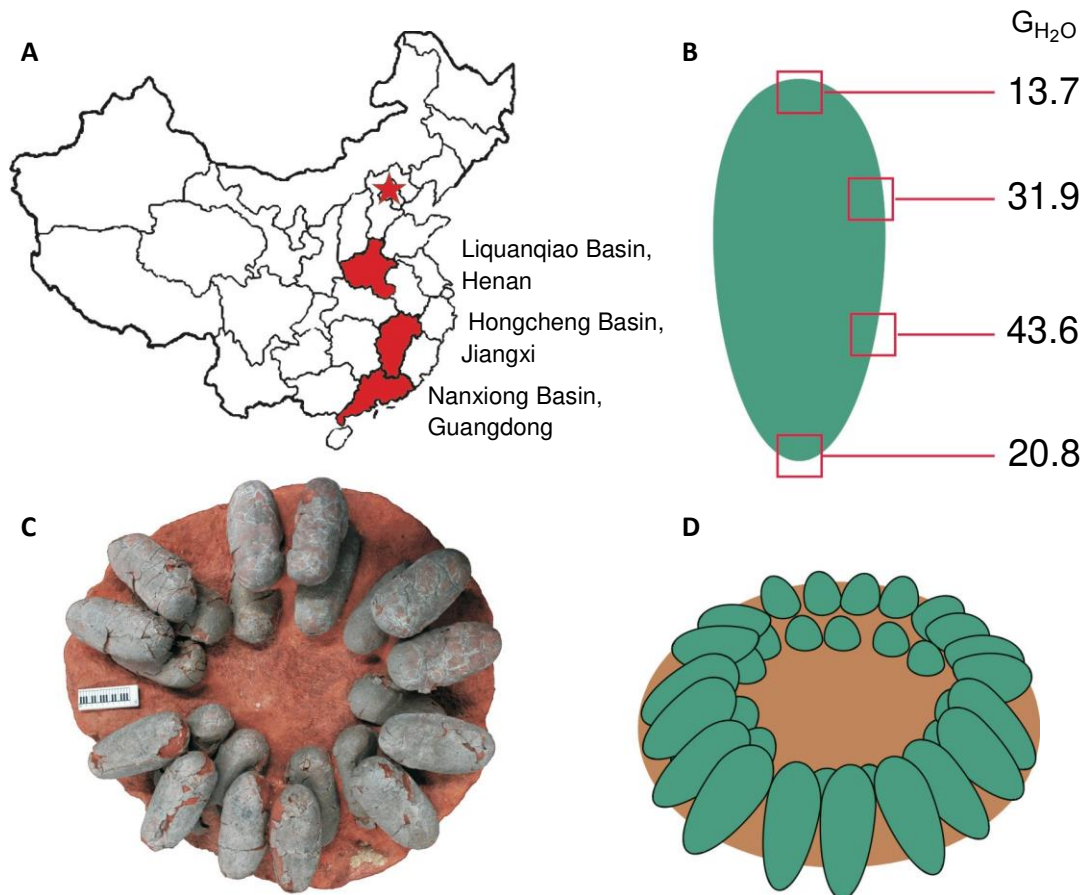 A
Liquanqiao Basin,
Henan
Hongcheng Basin,
Jiangxi
Nanxiong Basin,
Guangdong
B
G_H₂O
13.7
31.9
43.6
20.8
C
D